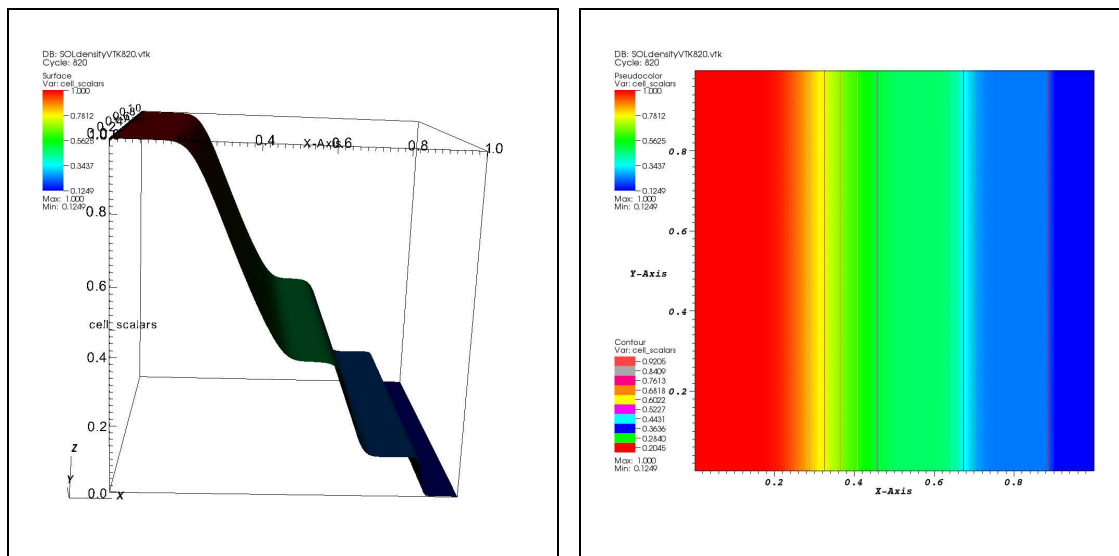 DB: SOLdensityVTK820.vtk
Cycle: 820
Surface
Var: cell_scalars
1.000
0.7812
0.5625
0.3437
0.1249
Max: 1.000
Min: 0.1249
0.4
X-Axis
0.6
0.8
1.0
1.0
0.8
0.6
cell_scalars
0.4
0.2
0.0
Z
Y
X
DB: SOLdensityVTK820.vtk
Cycle: 820
Pseudocolor
Var: cell_scalars
1.000
0.7812
0.5625
0.3437
0.1249
Max: 1.000
Min: 0.1249
0.8
0.6
Y-Axis
0.4
0.2
Contour
Var: cell_scalars
0.9205
0.8409
0.7613
0.6818
0.6022
0.5227
0.4431
0.3636
0.2840
0.2045
Max: 1.000
Min: 0.1249
0.2
0.4
0.6
0.8
X-Axis